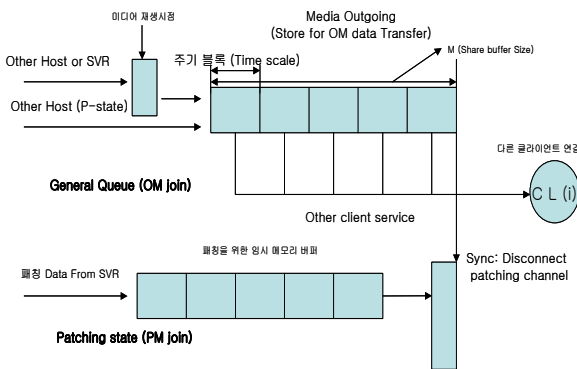 미디어 재생시점
Media Outgoing
(Store for OM data Transfer)
M (Share buffer Size)
Other Host or SVR
주기 블록 (Time scale)
Other Host (P-state)
다른 클라이언트 연결
General Queue (OM join)
C L (i)
Other client service
패칭을 위한 임시 메모리 버퍼
Sync: Disconnect
patching channel
패칭 Data From SVR
Patching state (PM join)